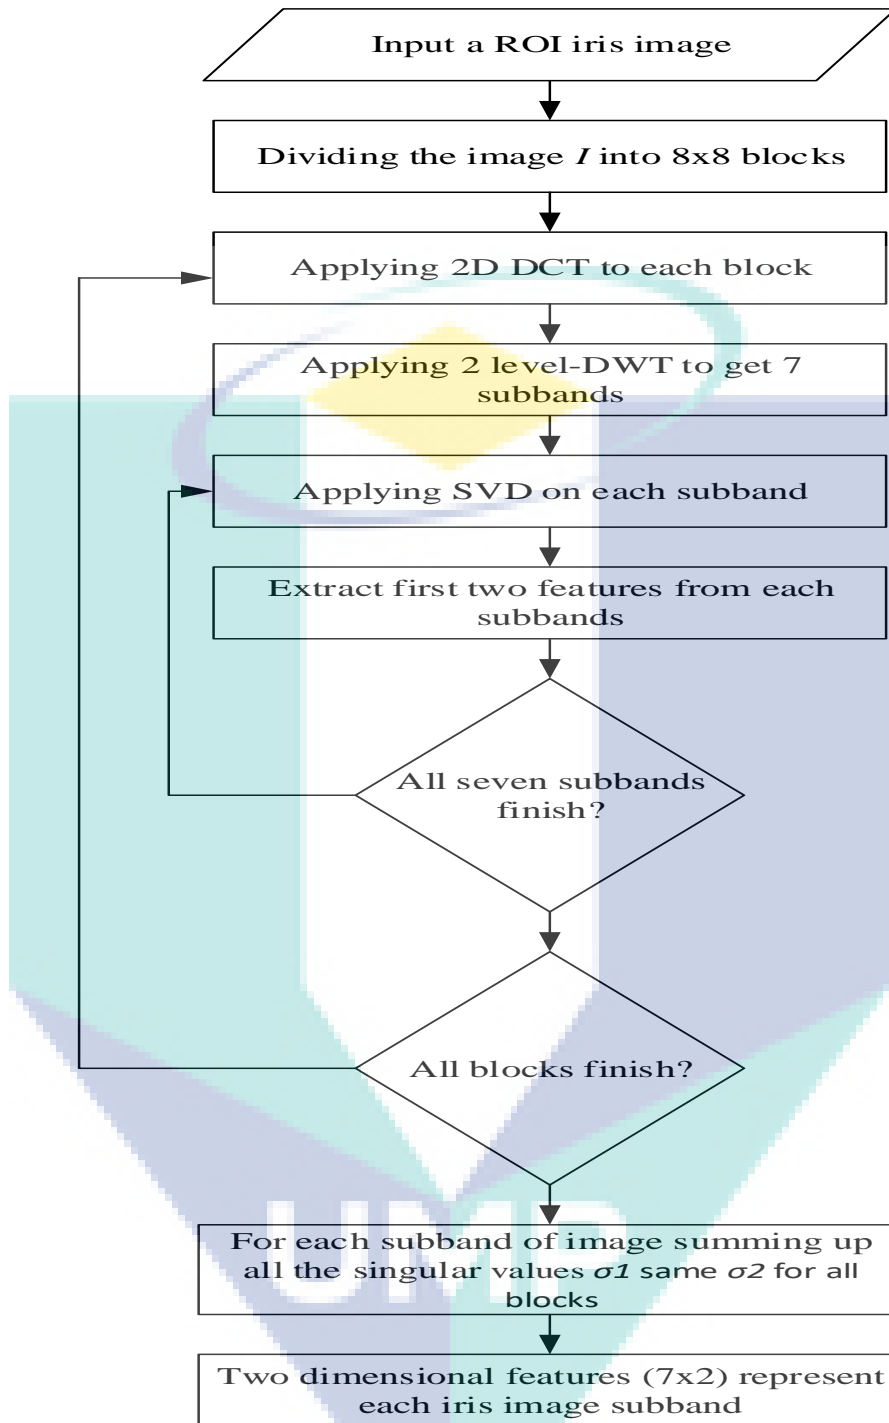 Input a ROI iris image
Dividing the image I into 8x8 blocks
Applying 2D DCT to each block
Applying 2 level-DWT to get 7
subbands
Applying SVD on each subband
Extract first two features from each
subbands
All seven subbands
finish?
All blocks finish?
UMP
For each subband of image summing up
all the singular values σ1 same σ2 for all
blocks
Two dimensional features (7x2) represent
each iris image subband